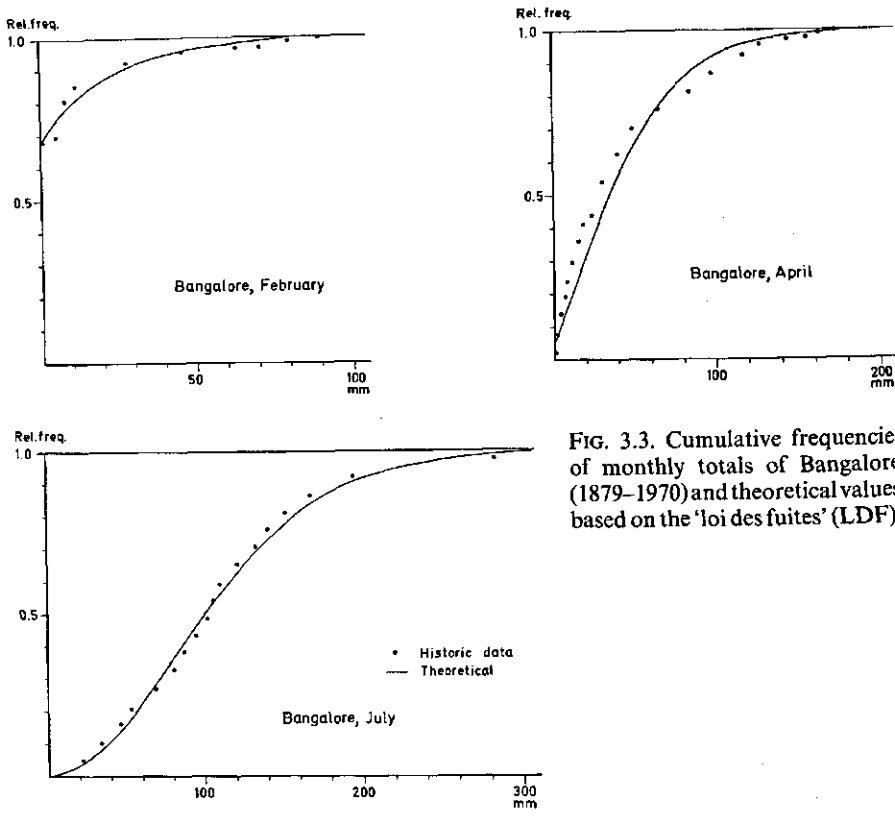 Rel. freq.
1.0
0.5
Bangalore, February
50
100
mm
Rel. freq.
1.0
0.5
Bangalore, April
100
200
mm
Rel. freq.
1.0
0.5
• Historic data
— Theoretical
Bangalore, July
100
200
300
mm
FIG. 3.3. Cumulative frequencie
of monthly totals of Bangalore
(1879–1970) and theoretical values
based on the 'loi des fuites' (LDF)